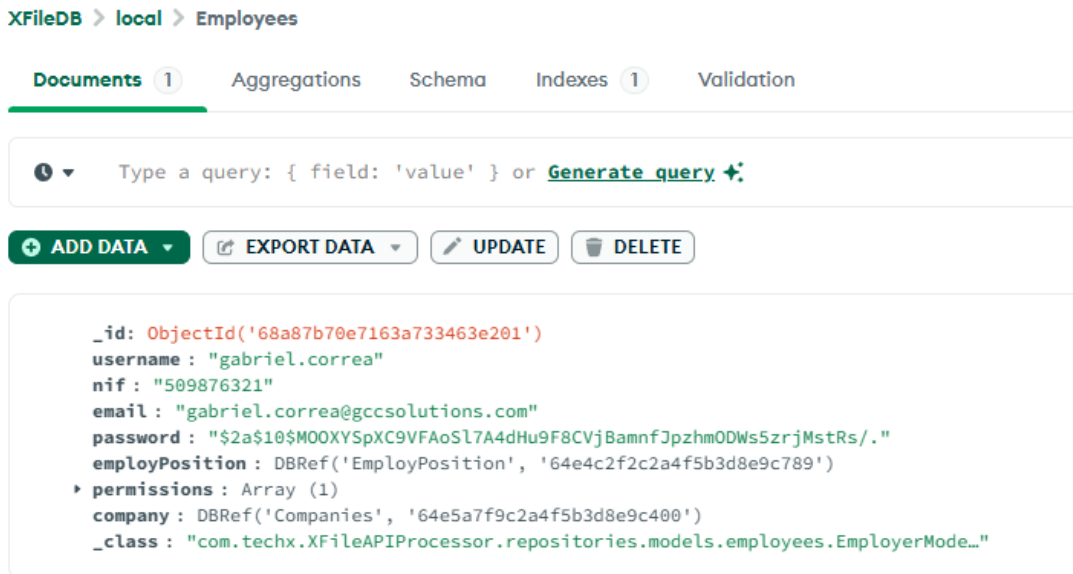 XFileDB > local > Employees
Documents 1 Aggregations Schema Indexes 1 Validation
Type a query: { field: 'value' } or Generate query
ADD DATA EXPORT DATA UPDATE DELETE
_id: ObjectId('68a87b70e7163a733463e201')
username : "gabriel.correa"
nif : "509876321"
email : "gabriel.correa@gccsolutions.com"
password : "$2a$10$MOOXYSpXC9VFAoSl7A4dHu9F8CVjBamnfJpzhmODWs5zrjMstRs/."
employPosition : DBRef('EmployPosition', '64e4c2f2c2a4f5b3d8e9c789')
permissions : Array (1)
company : DBRef('Companies', '64e5a7f9c2a4f5b3d8e9c400')
_class : "com.techx.XFileAPIProcessor.repositories.models.employees.EmployerMode…"